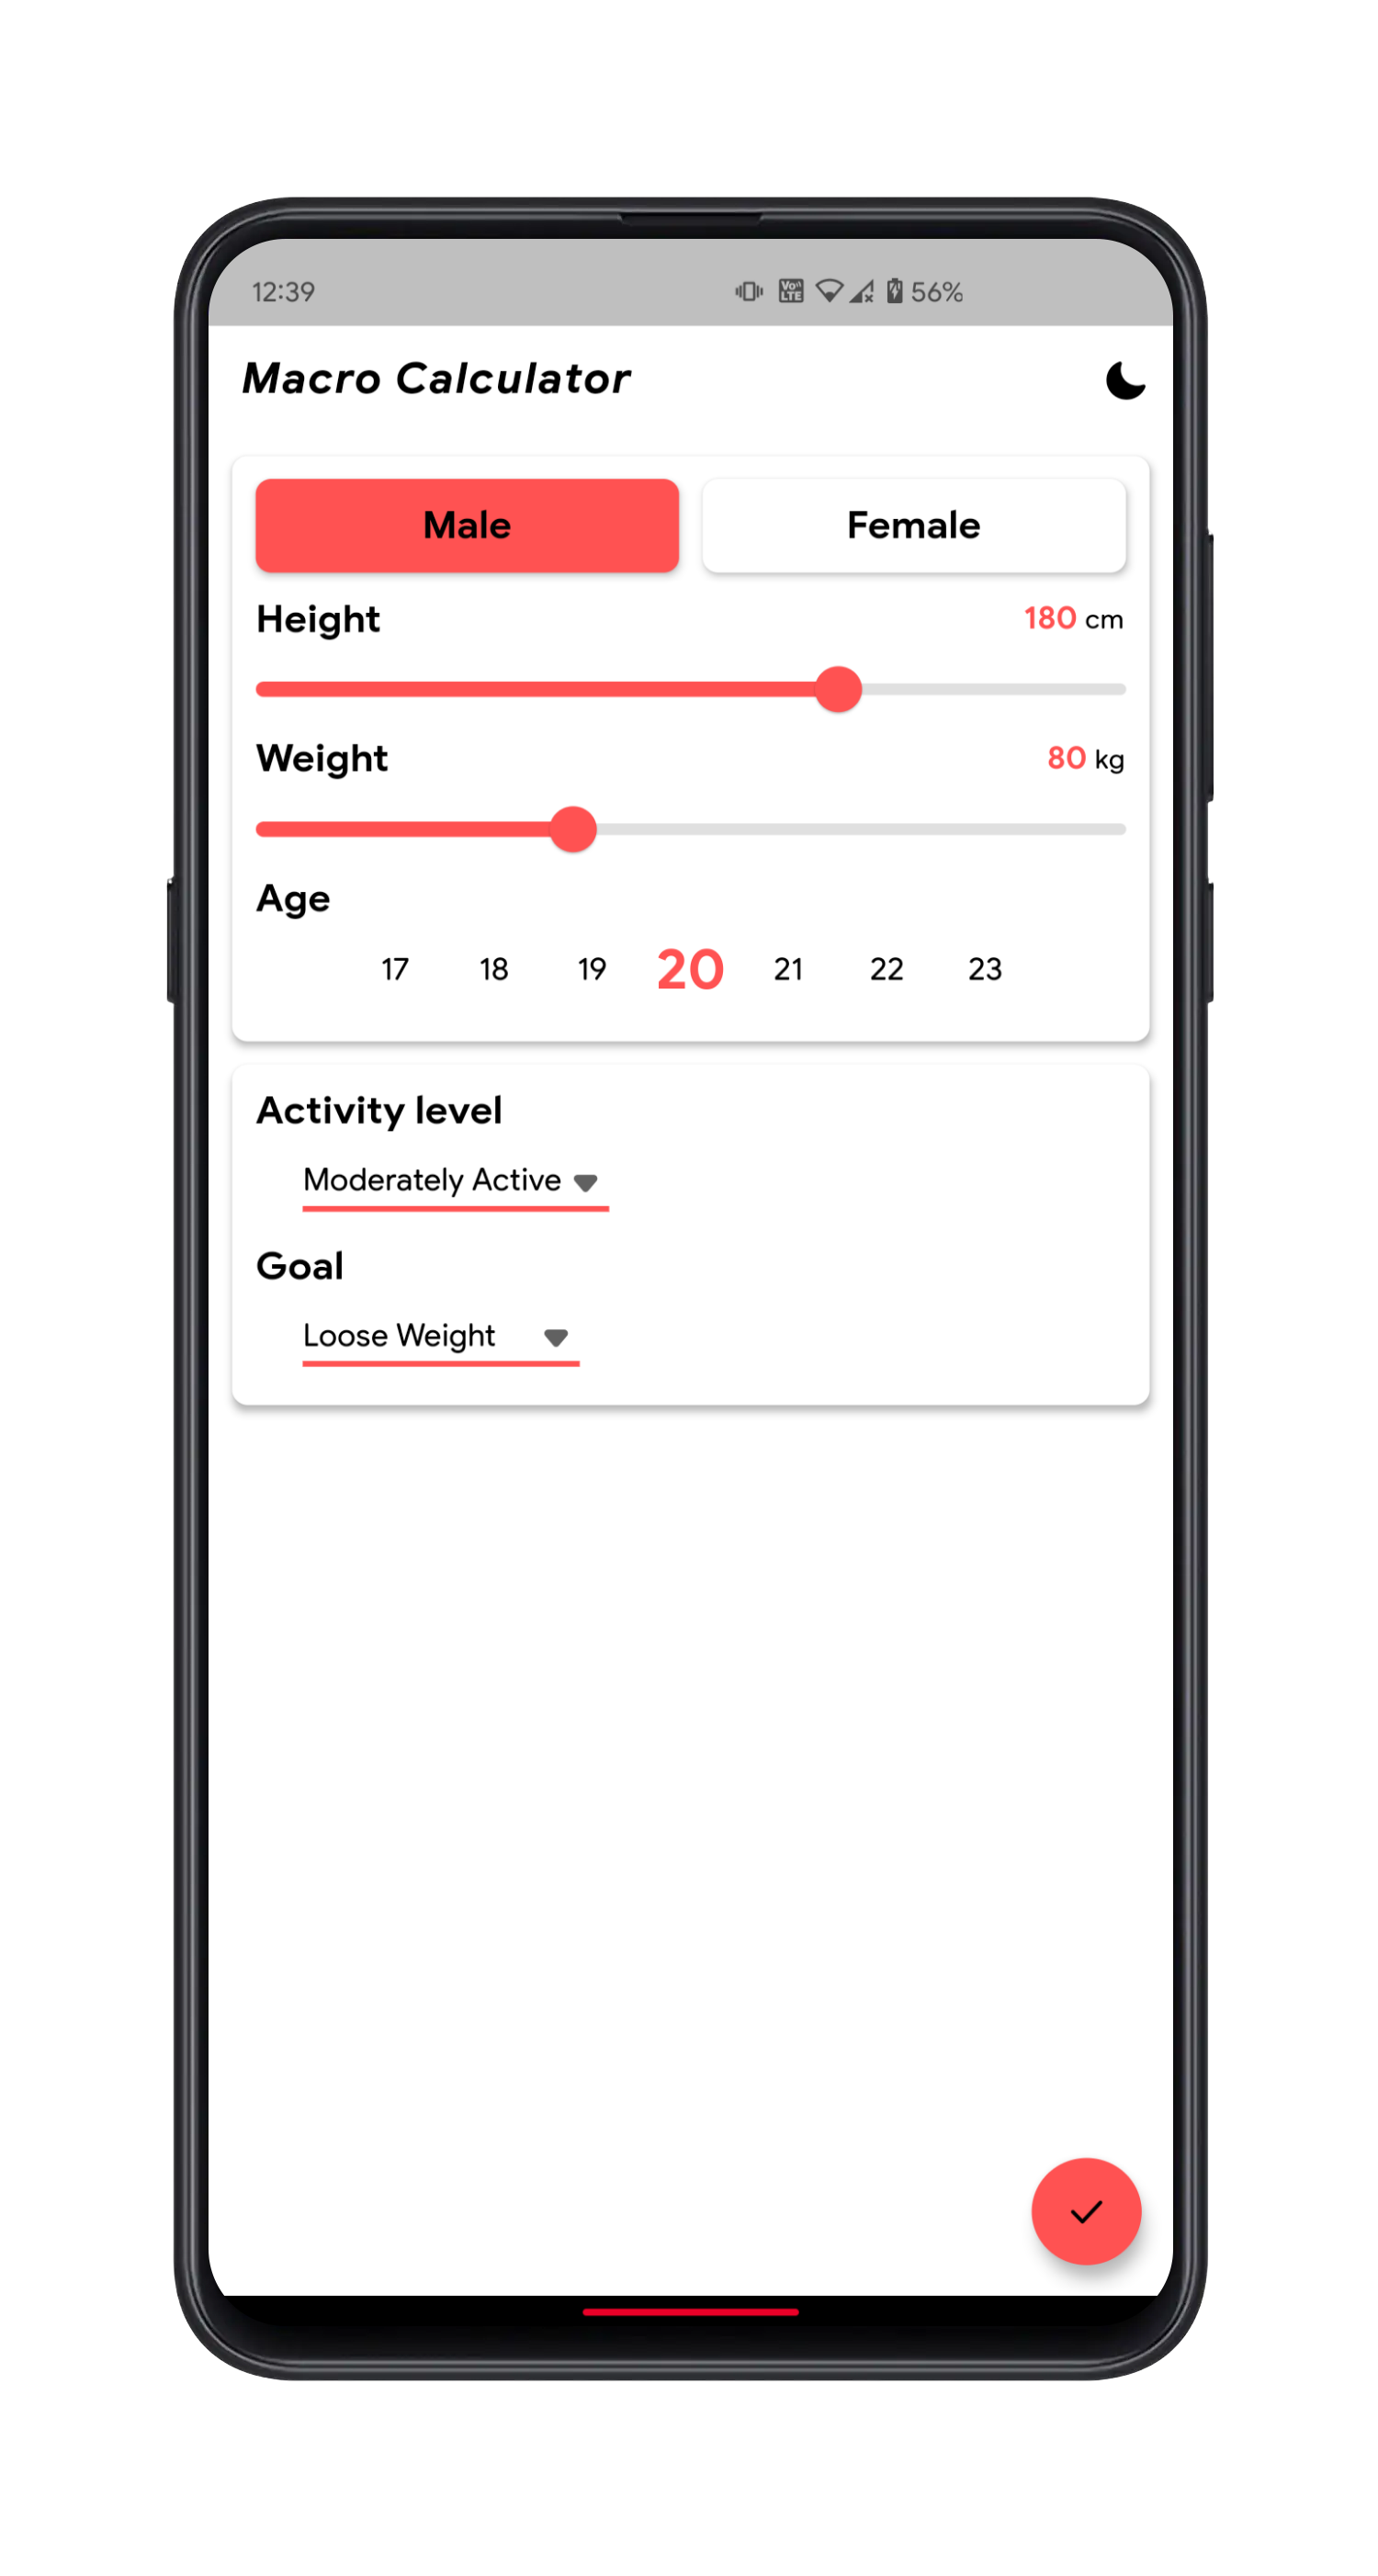 12:39 Vo LTE 56%
Macro Calculator
Male Female
Height 180 cm
Weight 80 kg
Age
17 18 19 20 21 22 23
Activity level
Moderately Active
Goal
Loose Weight